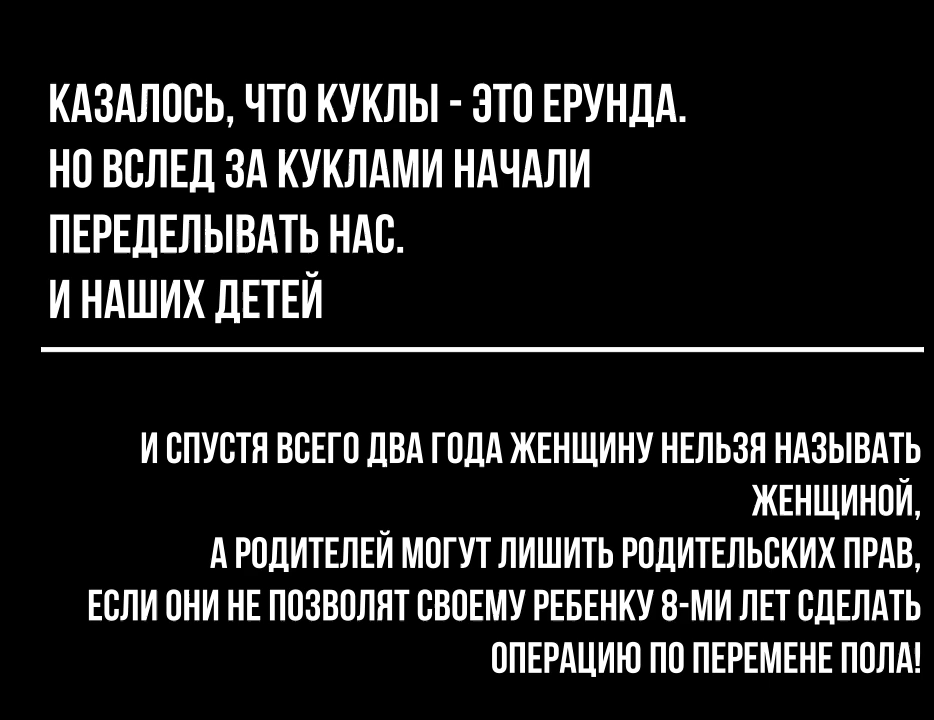 КАЗАЛОСЬ, ЧТО КУКЛЫ - ЭТО ЕРУНДА.
НО ВСЛЕД ЗА КУКЛАМИ НАЧАЛИ
ПЕРЕДЕЛЫВАТЬ НАС.
И НАШИХ ДЕТЕЙ
И СПУСТЯ ВСЕГО ДВА ГОДА ЖЕНЩИНУ НЕЛЬЗЯ НАЗЫВАТЬ
ЖЕНЩИНОЙ,
А РОДИТЕЛЕЙ МОГУТ ЛИШИТЬ РОДИТЕЛЬСКИХ ПРАВ,
ЕСЛИ ОНИ НЕ ПОЗВОЛЯТ СВОЕМУ РЕБЕНКУ 8-МИ ЛЕТ СДЕЛАТЬ
ОПЕРАЦИЮ ПО ПЕРЕМЕНЕ ПОЛА!